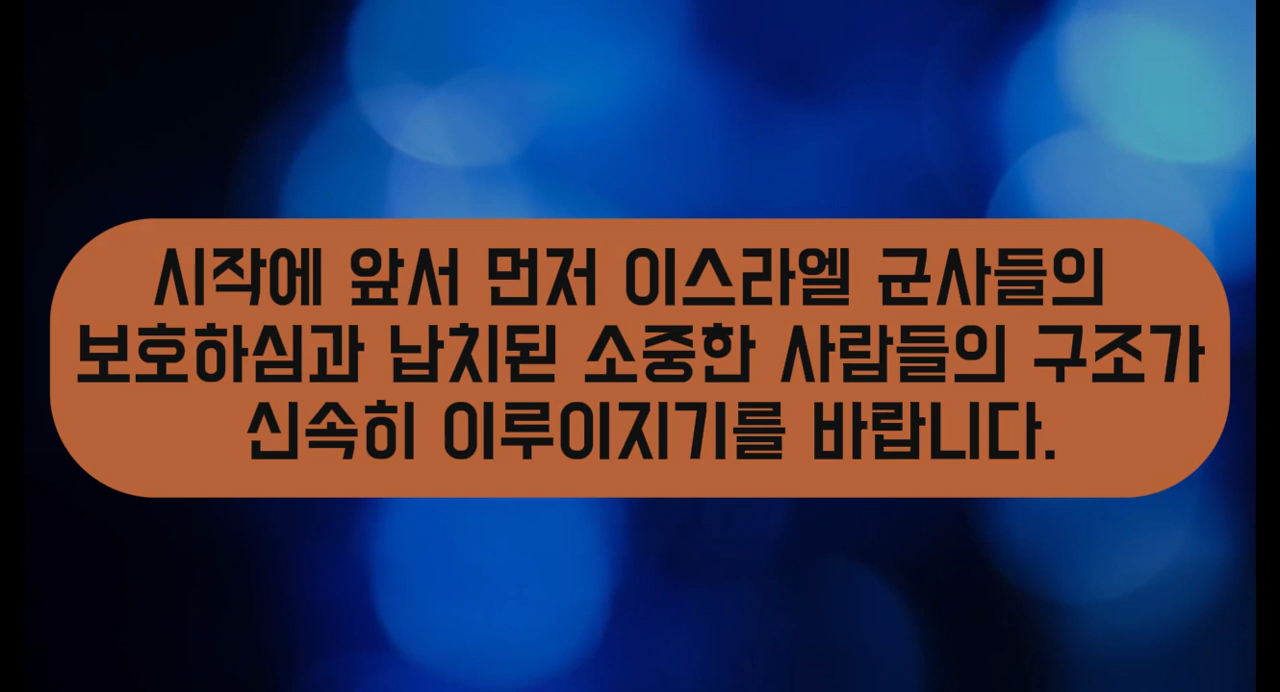 시작에 앞서 먼저 이스라엘 군사들의
보호하심과 납치된 소중한 사람들의 구조가
신속히 이루이지기를 바랍니다.